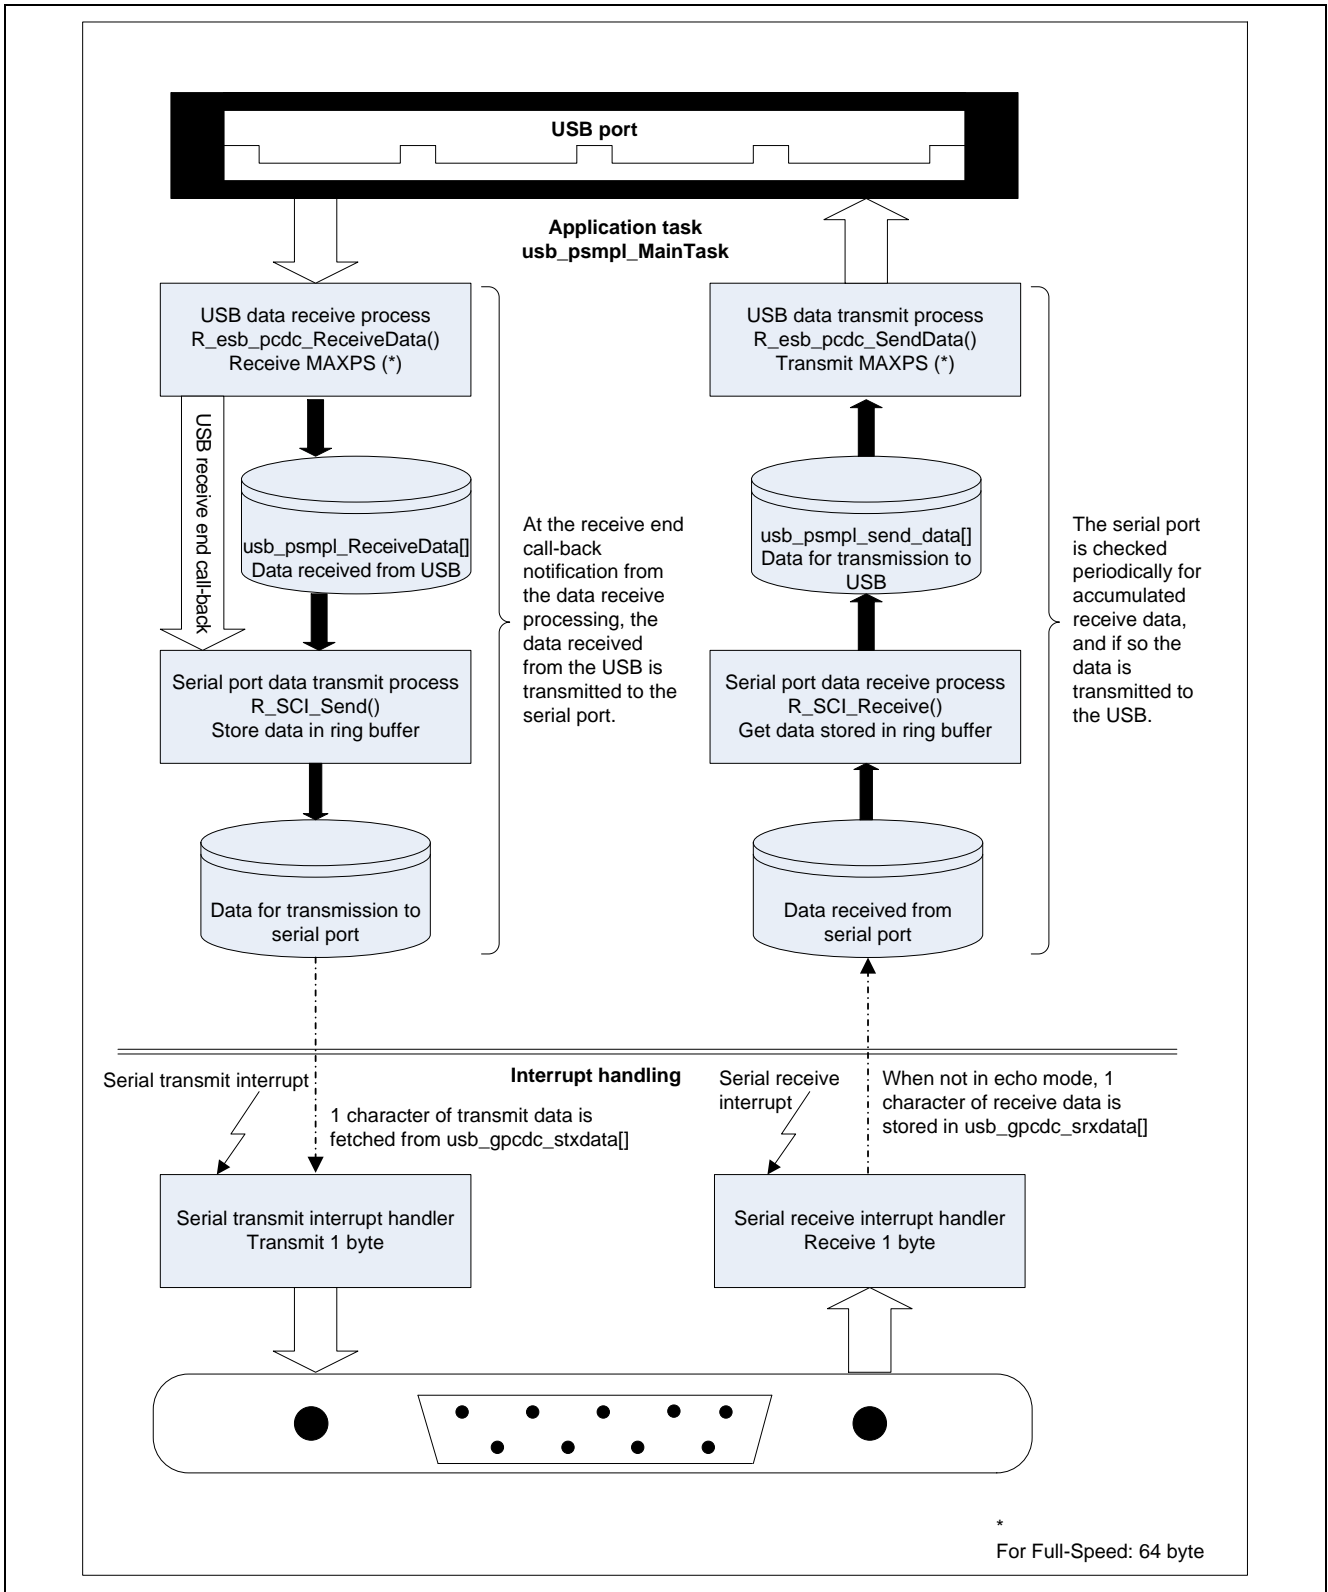 USB port
Application task
usb_psmpl_MainTask
USB data receive process
R_esb_pcdc_ReceiveData()
Receive MAXPS (*)
USB receive end call-back
usb_psmpl_ReceiveData[]
Data received from USB
Serial port data transmit process
R_SCI_Send()
Store data in ring buffer
Data for transmission to
serial port
At the receive end
call-back
notification from
the data receive
processing, the
data received
from the USB is
transmitted to the
serial port.
USB data transmit process
R_esb_pcdc_SendData()
Transmit MAXPS (*)
usb_psmpl_send_data[]
Data for transmission to
USB
Serial port data receive process
R_SCI_Receive()
Get data stored in ring buffer
Data received from
serial port
The serial port
is checked
periodically for
accumulated
receive data,
and if so the
data is
transmitted to
the USB.
Interrupt handling
Serial transmit interrupt
1 character of transmit data is
fetched from usb_gpcdc_stxdata[]
Serial transmit interrupt handler
Transmit 1 byte
Serial receive
interrupt
When not in echo mode, 1
character of receive data is
stored in usb_gpcdc_srxdata[]
Serial receive interrupt handler
Receive 1 byte
*
For Full-Speed: 64 byte